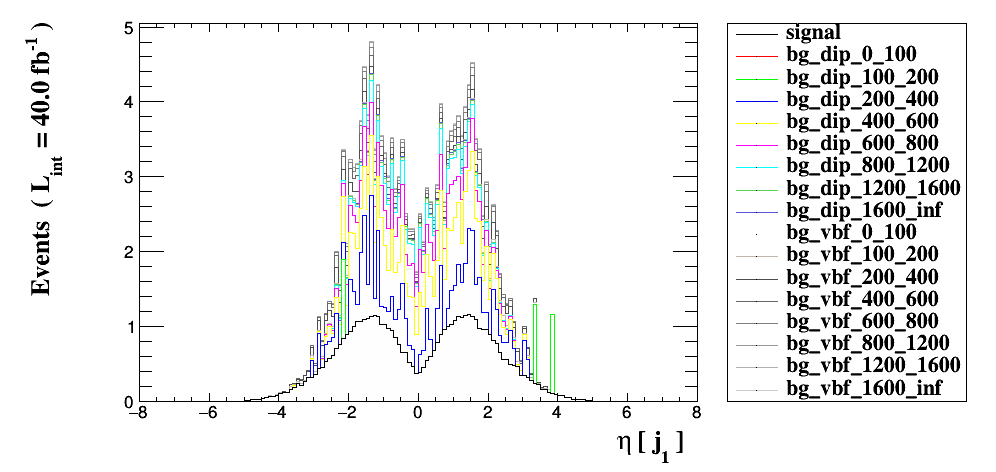 Events ( L_int = 40.0 fb^-1 )
5
4
3
2
1
0
−8 −6 −4 −2 0 2 4 6 8
η [ j_1 ]
signal
bg_dip_0_100
bg_dip_100_200
bg_dip_200_400
bg_dip_400_600
bg_dip_600_800
bg_dip_800_1200
bg_dip_1200_1600
bg_dip_1600_inf
bg_vbf_0_100
bg_vbf_100_200
bg_vbf_200_400
bg_vbf_400_600
bg_vbf_600_800
bg_vbf_800_1200
bg_vbf_1200_1600
bg_vbf_1600_inf